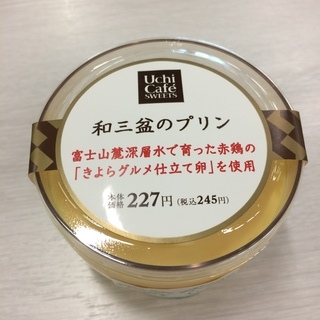 Uchi
Café
SWEETS
和三盆のプリン
富士山麓深層水で育った赤鶏の
「きよらグルメ仕立て卵」を使用
本体価格 227円 (税込245円)